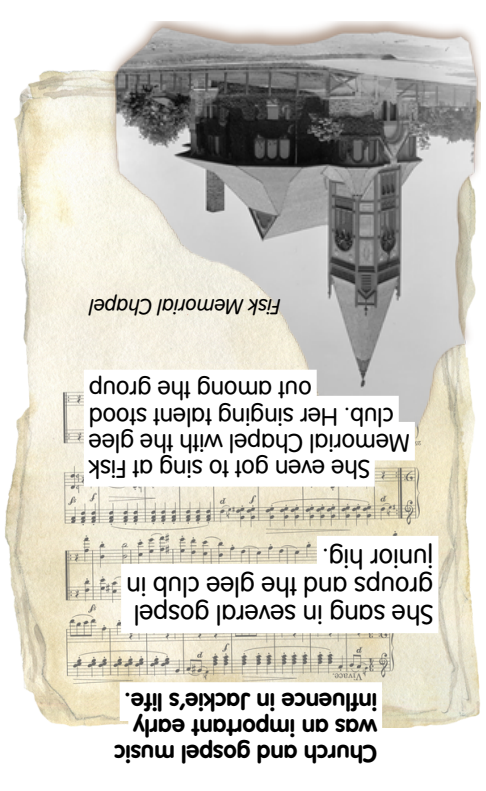 Church and gospel music
was an important early
influence in Jackie's life.
Vivace.
She sang in several gospel
groups and the glee club in
junior hig.
She even got to sing at Fisk
Memorial Chapel with the glee
club. Her singing talent stood
out among the group
Fisk Memorial Chapel